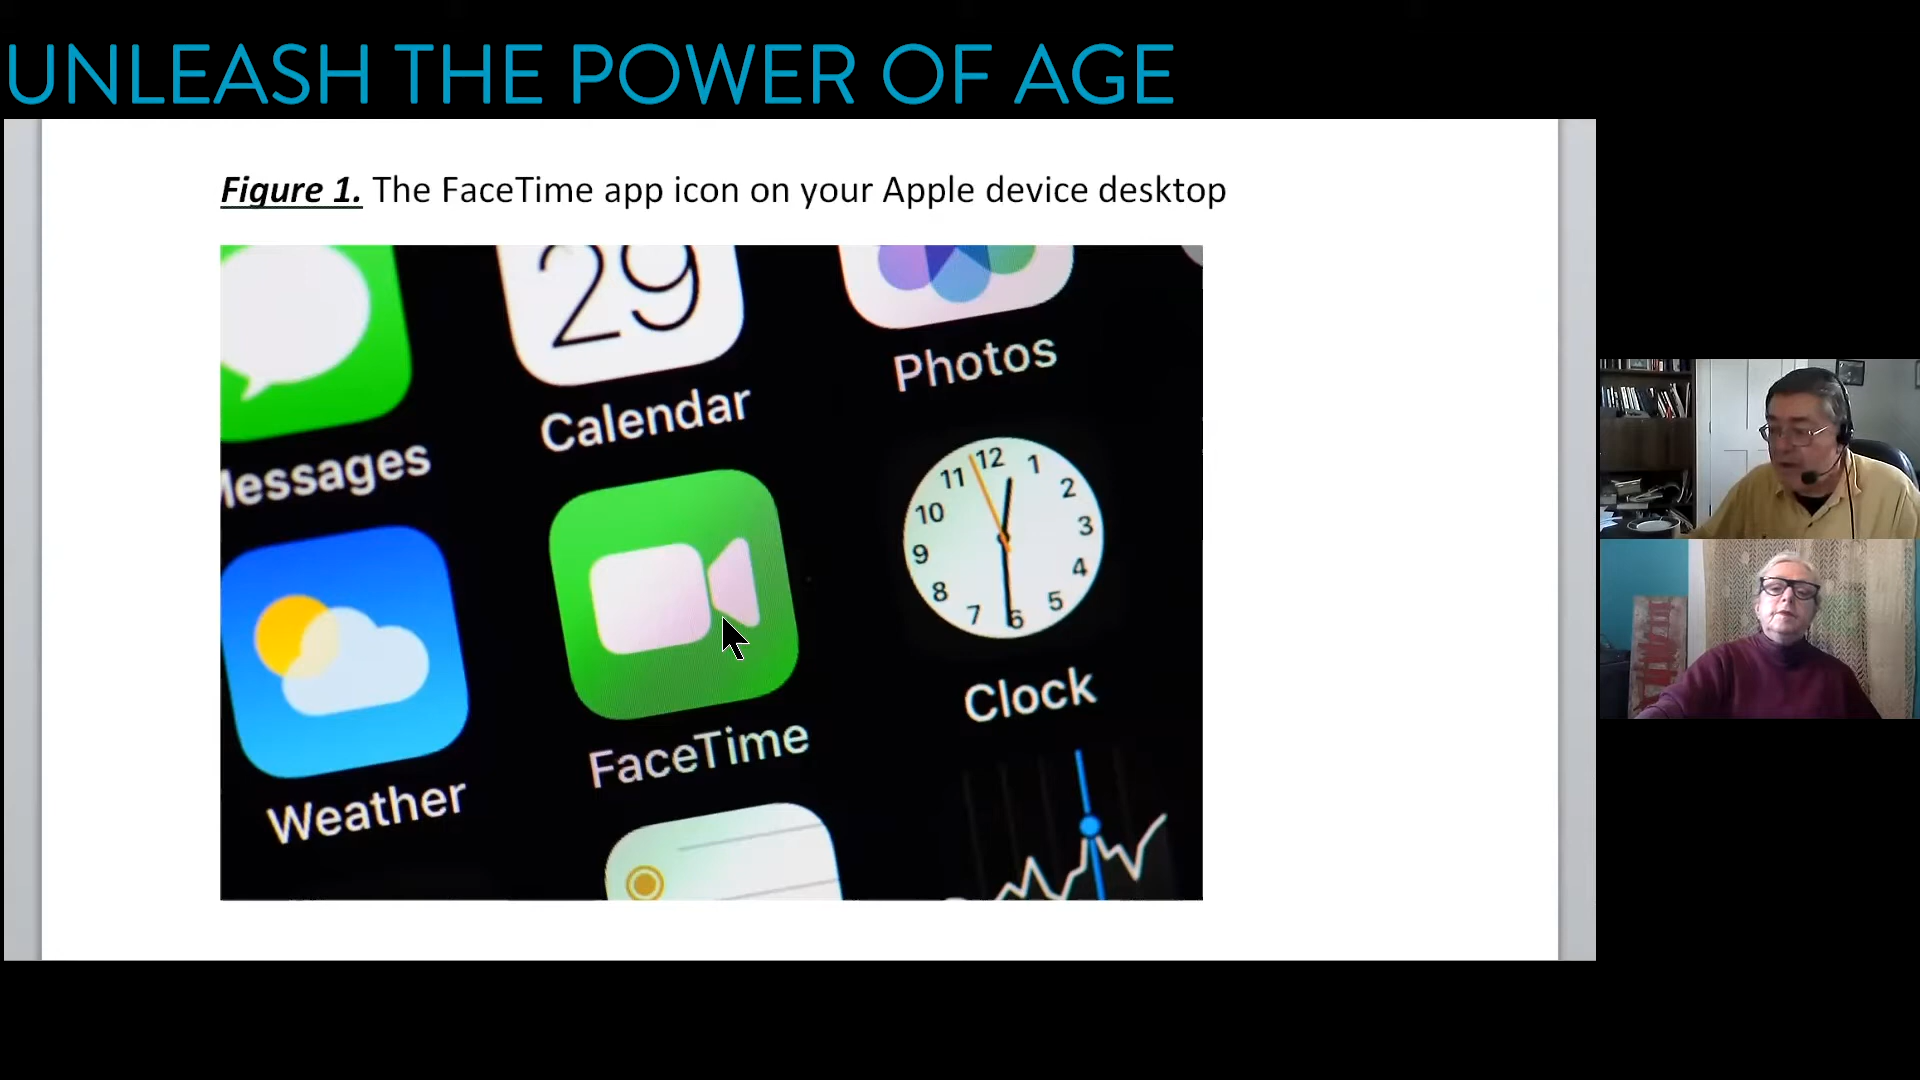 UNLEASH THE POWER OF AGE
Figure 1. The FaceTime app icon on your Apple device desktop
29
Calendar
Photos
lessages
12
1
2
3
4
5
6
7
8
9
10
11
Weather
FaceTime
Clock